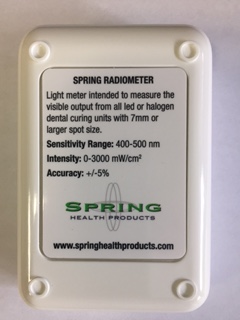 SPRING RADIOMETER
Light meter intended to measure the
visible output from all led or halogen
dental curing units with 7mm or
larger spot size.
Sensitivity Range: 400-500 nm
Intensity: 0-3000 mW/cm²
Accuracy: +/-5%
SPRING
HEALTH PRODUCTS
www.springhealthproducts.com